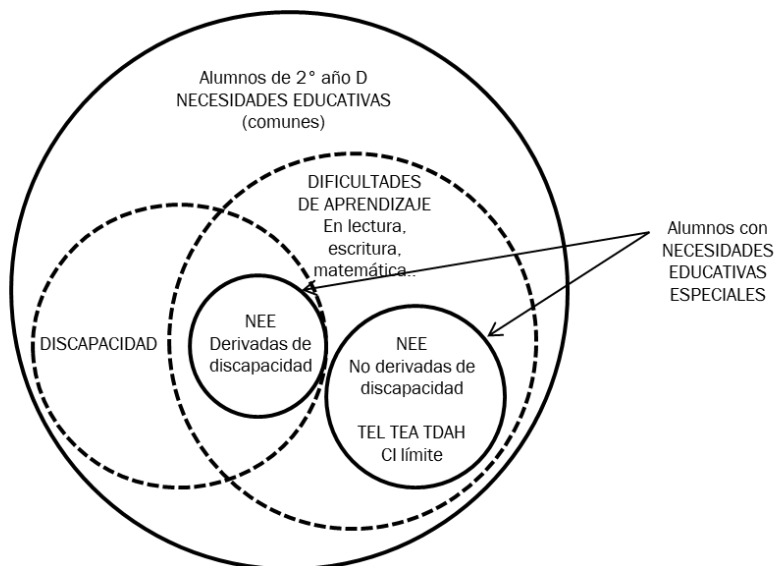 Alumnos de 2° año D
NECESIDADES EDUCATIVAS
(comunes)
DIFICULTADES
DE APRENDIZAJE
En lectura,
escritura,
matemática..
Alumnos con
NECESIDADES
EDUCATIVAS
ESPECIALES
DISCAPACIDAD
NEE
Derivadas de
discapacidad
NEE
No derivadas de
discapacidad
TEL TEA TDAH
CI límite